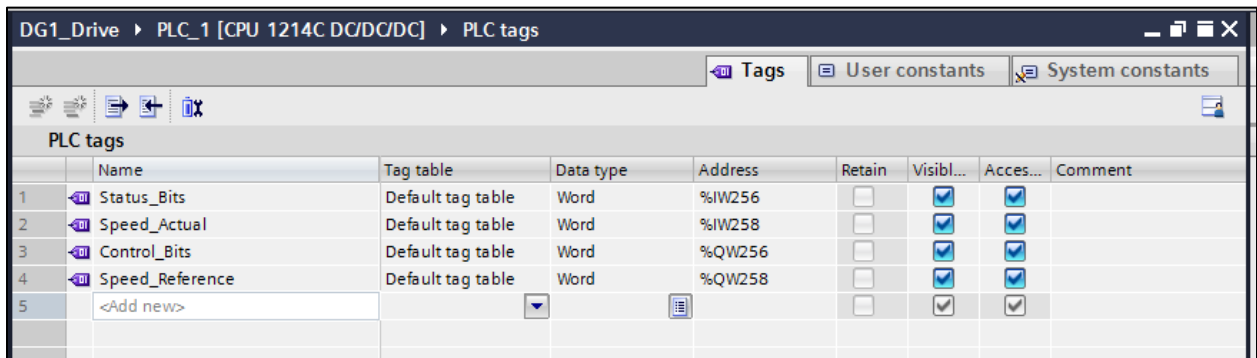 DG1_Drive ▸ PLC_1 [CPU 1214C DC/DC/DC] ▸ PLC tags
Tags User constants System constants
PLC tags
Name Tag table Data type Address Retain Visibl... Acces... Comment
1 Status_Bits Default tag table Word %IW256
2 Speed_Actual Default tag table Word %IW258
3 Control_Bits Default tag table Word %QW256
4 Speed_Reference Default tag table Word %QW258
5 <Add new>